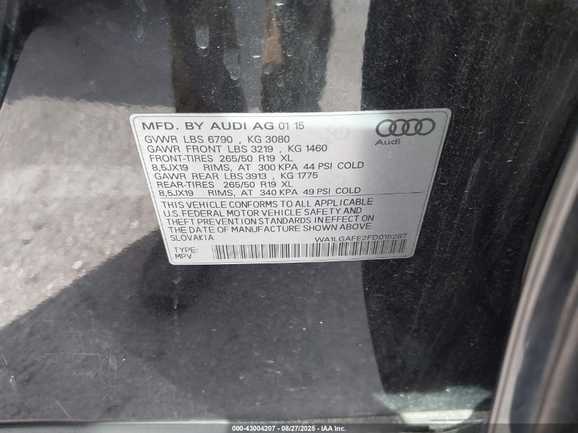 MFD. BY AUDI AG 01 15
GVWR LBS 6790 , KG 3080
GAWR FRONT LBS 3219 , KG 1460
FRONT-TIRES 265/50 R19 XL
8,5JX19 RIMS, AT 300 KPA 44 PSI COLD
GAWR REAR LBS 3913 , KG 1775
REAR-TIRES 265/50 R19 XL
8,5JX19 RIMS, AT 340 KPA 49 PSI COLD
Audi
THIS VEHICLE CONFORMS TO ALL APPLICABLE
U.S. FEDERAL MOTOR VEHICLE SAFETY AND
THEFT PREVENTION STANDARDS IN EFFECT ON
THE DATE OF MANUFACTURE SHOWN ABOVE.
SLOVAKIA
TYPE:
MPV
000-43004207 - 08/27/2025 - IAA Inc.